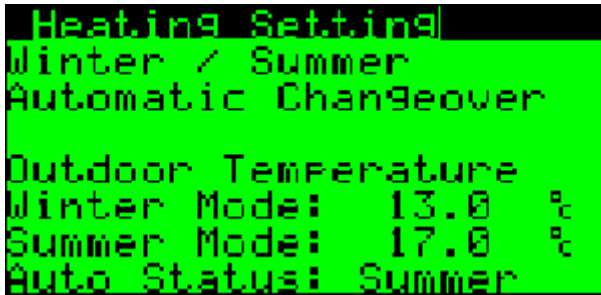 Heating Setting
Winter / Summer
Automatic Changeover
Outdoor Temperature
Winter Mode: 13.0 ℃
Summer Mode: 17.0 ℃
Auto Status: Summer